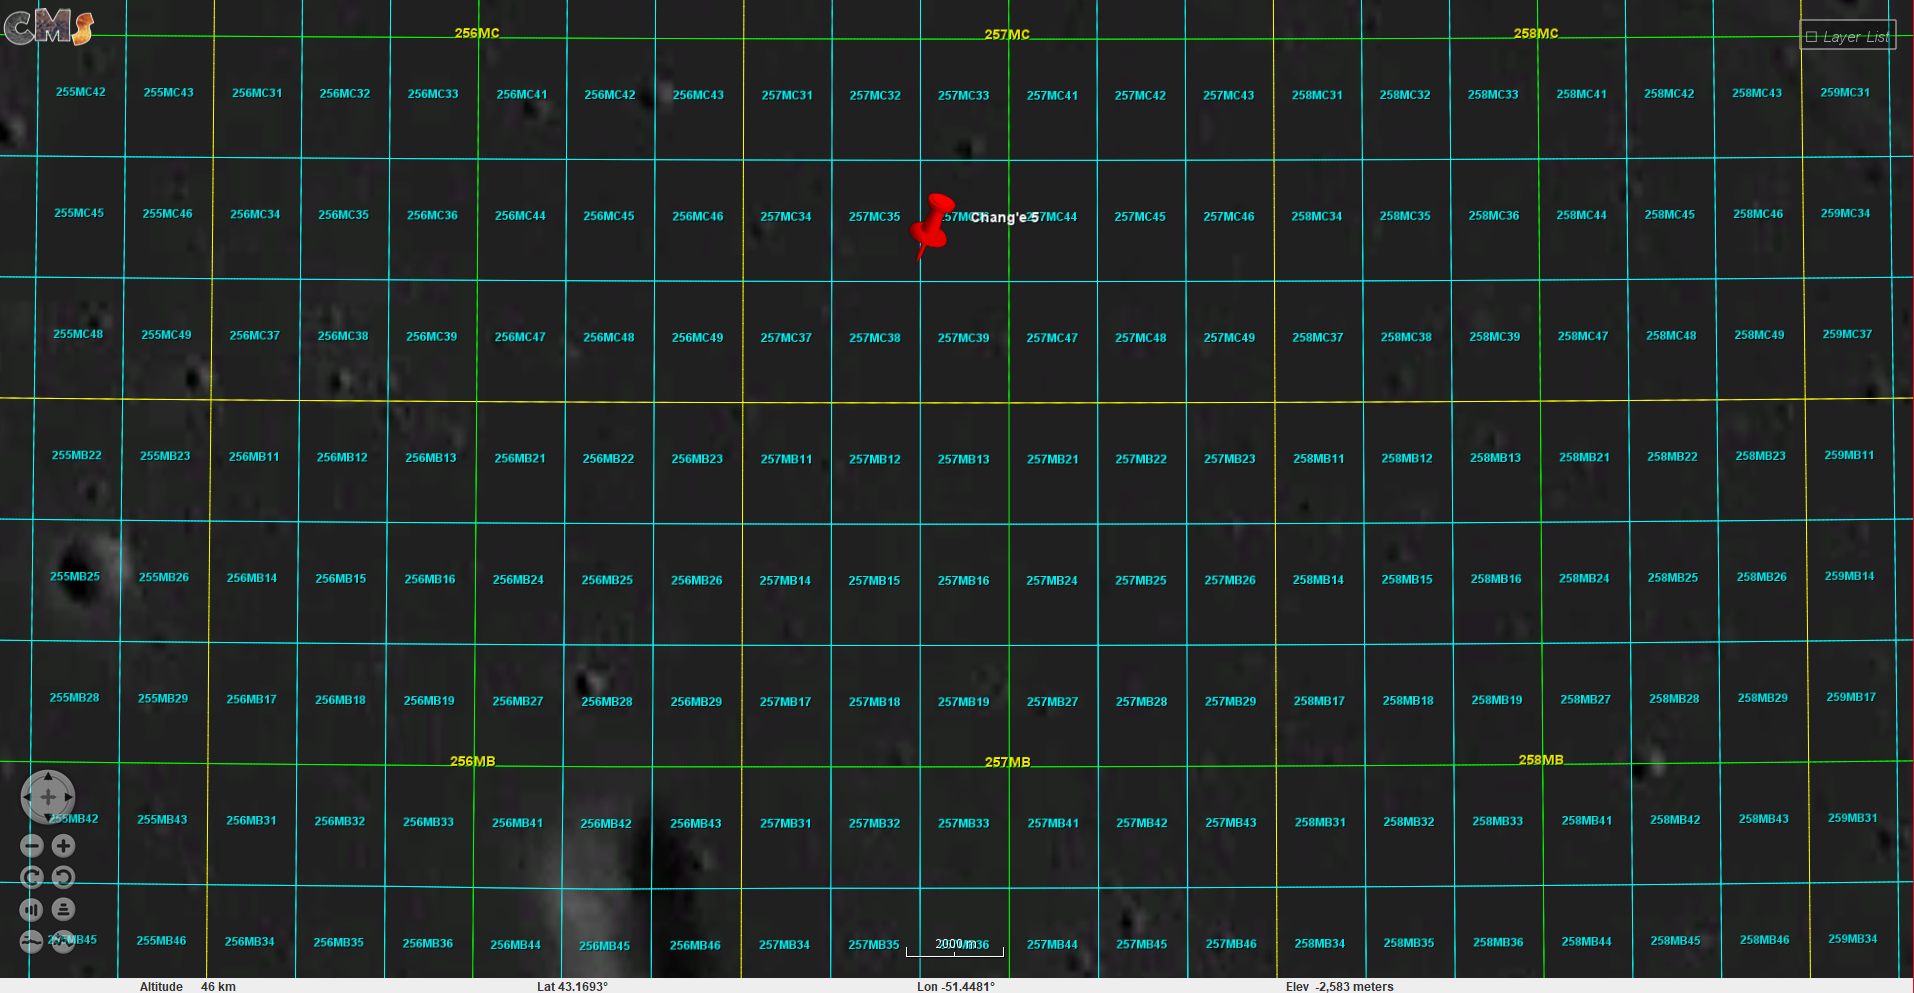 CMS
256MC 257MC 258MC
Layer List
255MC42 255MC43 256MC31 256MC32 256MC33 256MC41 256MC42 256MC43 257MC31 257MC32 257MC33 257MC41 257MC42 257MC43 258MC31 258MC32 258MC33 258MC41 258MC42 258MC43 259MC31
255MC45 255MC46 256MC34 256MC35 256MC36 256MC44 256MC45 256MC46 257MC34 257MC35 Chang'e 5 257MC44 257MC45 257MC46 258MC34 258MC35 258MC36 258MC44 258MC45 258MC46 259MC34
255MC48 255MC49 256MC37 256MC38 256MC39 256MC47 256MC48 256MC49 257MC37 257MC38 257MC39 257MC47 257MC48 257MC49 258MC37 258MC38 258MC39 258MC47 258MC48 258MC49 259MC37
255MB22 255MB23 256MB11 256MB12 256MB13 256MB21 256MB22 256MB23 257MB11 257MB12 257MB13 257MB21 257MB22 257MB23 258MB11 258MB12 258MB13 258MB21 258MB22 258MB23 259MB11
255MB25 255MB26 256MB14 256MB15 256MB16 256MB24 256MB25 256MB26 257MB14 257MB15 257MB16 257MB24 257MB25 257MB26 258MB14 258MB15 258MB16 258MB24 258MB25 258MB26 259MB14
255MB28 255MB29 256MB17 256MB18 256MB19 256MB27 256MB28 256MB29 257MB17 257MB18 257MB19 257MB27 257MB28 257MB29 258MB17 258MB18 258MB19 258MB27 258MB28 258MB29 259MB17
256MB 257MB 258MB
255MB42 255MB43 256MB31 256MB32 256MB33 256MB41 256MB42 256MB43 257MB31 257MB32 257MB33 257MB41 257MB42 257MB43 258MB31 258MB32 258MB33 258MB41 258MB42 258MB43 259MB31
255MB45 255MB46 256MB34 256MB35 256MB36 256MB44 256MB45 256MB46 257MB34 257MB35 2000 m 257MB44 257MB45 257MB46 258MB34 258MB35 258MB36 258MB44 258MB45 258MB46 259MB34
Altitude 46 km Lat 43.1693° Lon -51.4481° Elev -2,583 meters